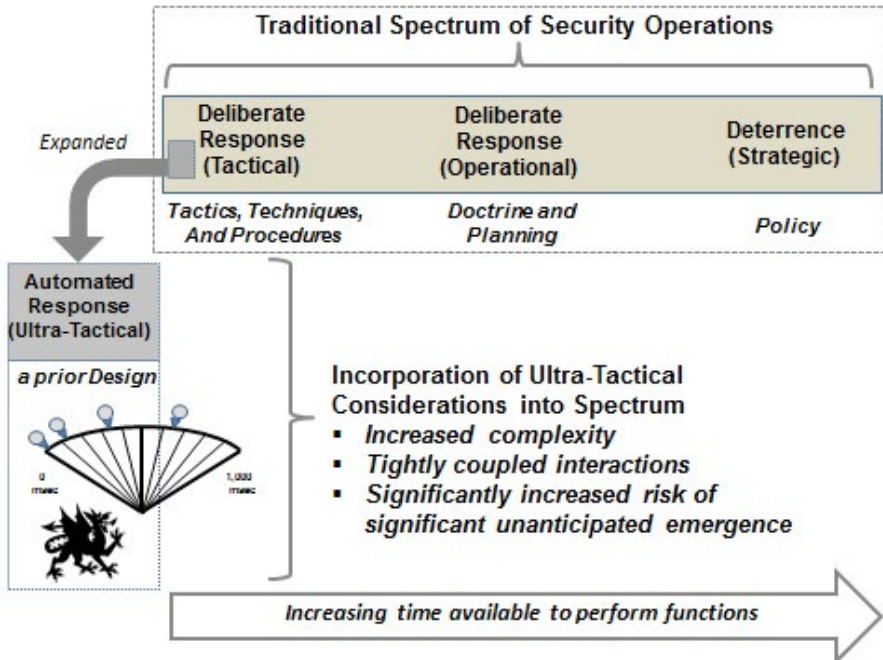 Traditional Spectrum of Security Operations
Expanded
Deliberate
Response
(Tactical)
Deliberate
Response
(Operational)
Deterrence
(Strategic)
Tactics, Techniques,
And Procedures
Doctrine and
Planning
Policy
Automated
Response
(Ultra-Tactical)
a prior Design
0
msec
1,000
msec
Incorporation of Ultra-Tactical
Considerations into Spectrum
▪ Increased complexity
▪ Tightly coupled interactions
▪ Significantly increased risk of
significant unanticipated emergence
Increasing time available to perform functions